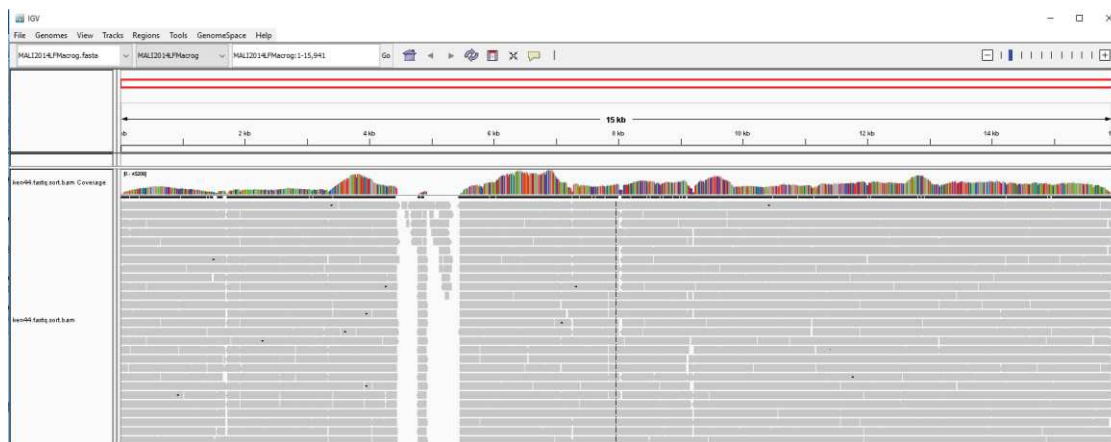 IGV
File Genomes View Tracks Regions Tools GenomeSpace Help
MALI2014LFMacrog.fasta MALI2014LFMacrog MALI2014LFMacrog:1-15,941 Go
15 kb
2 kb 4 kb 6 kb 8 kb 10 kb 12 kb 14 kb
ken44.fastq.sort.bam Coverage
ken44.fastq.sort.bam